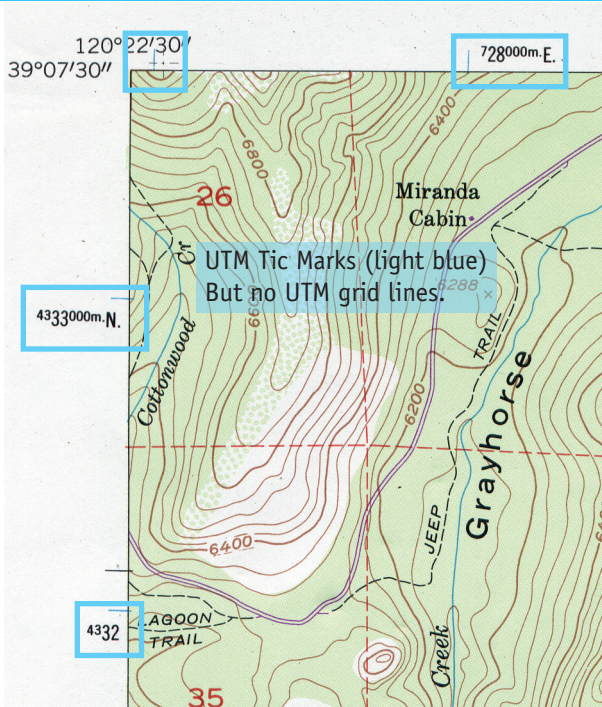 120°22′30″
728000m.E.
39°07′30″
6400
6800
26
Miranda
Cabin
Cr
UTM Tic Marks (light blue)
But no UTM grid lines.
6288
4333000m.N.
6600
TRAIL
Cottonwood
Grayhorse
6200
JEEP
6400
LAGOON
TRAIL
4332
Creek
35